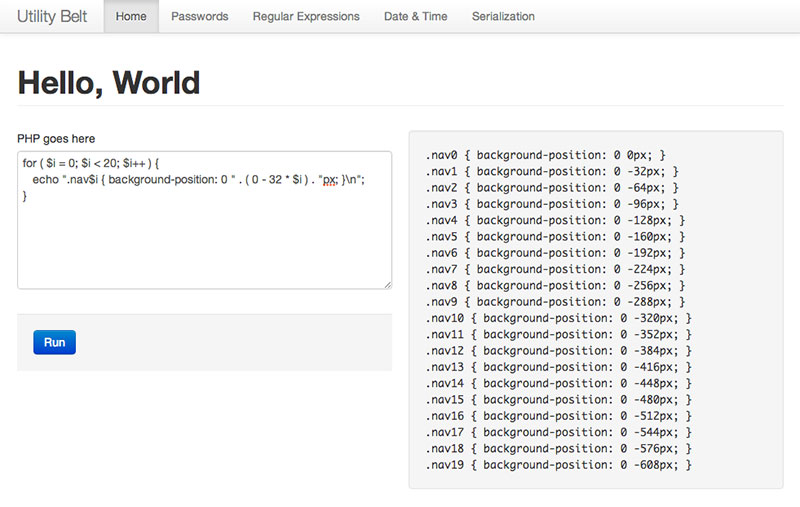 Utility Belt Home Passwords Regular Expressions Date & Time Serialization
Hello, World
PHP goes here
for ( $i = 0; $i < 20; $i++ ) {
echo ".nav$i { background-position: 0 " . ( 0 - 32 * $i ) . "px; }\n";
}
Run
.nav0 { background-position: 0 0px; }
.nav1 { background-position: 0 -32px; }
.nav2 { background-position: 0 -64px; }
.nav3 { background-position: 0 -96px; }
.nav4 { background-position: 0 -128px; }
.nav5 { background-position: 0 -160px; }
.nav6 { background-position: 0 -192px; }
.nav7 { background-position: 0 -224px; }
.nav8 { background-position: 0 -256px; }
.nav9 { background-position: 0 -288px; }
.nav10 { background-position: 0 -320px; }
.nav11 { background-position: 0 -352px; }
.nav12 { background-position: 0 -384px; }
.nav13 { background-position: 0 -416px; }
.nav14 { background-position: 0 -448px; }
.nav15 { background-position: 0 -480px; }
.nav16 { background-position: 0 -512px; }
.nav17 { background-position: 0 -544px; }
.nav18 { background-position: 0 -576px; }
.nav19 { background-position: 0 -608px; }